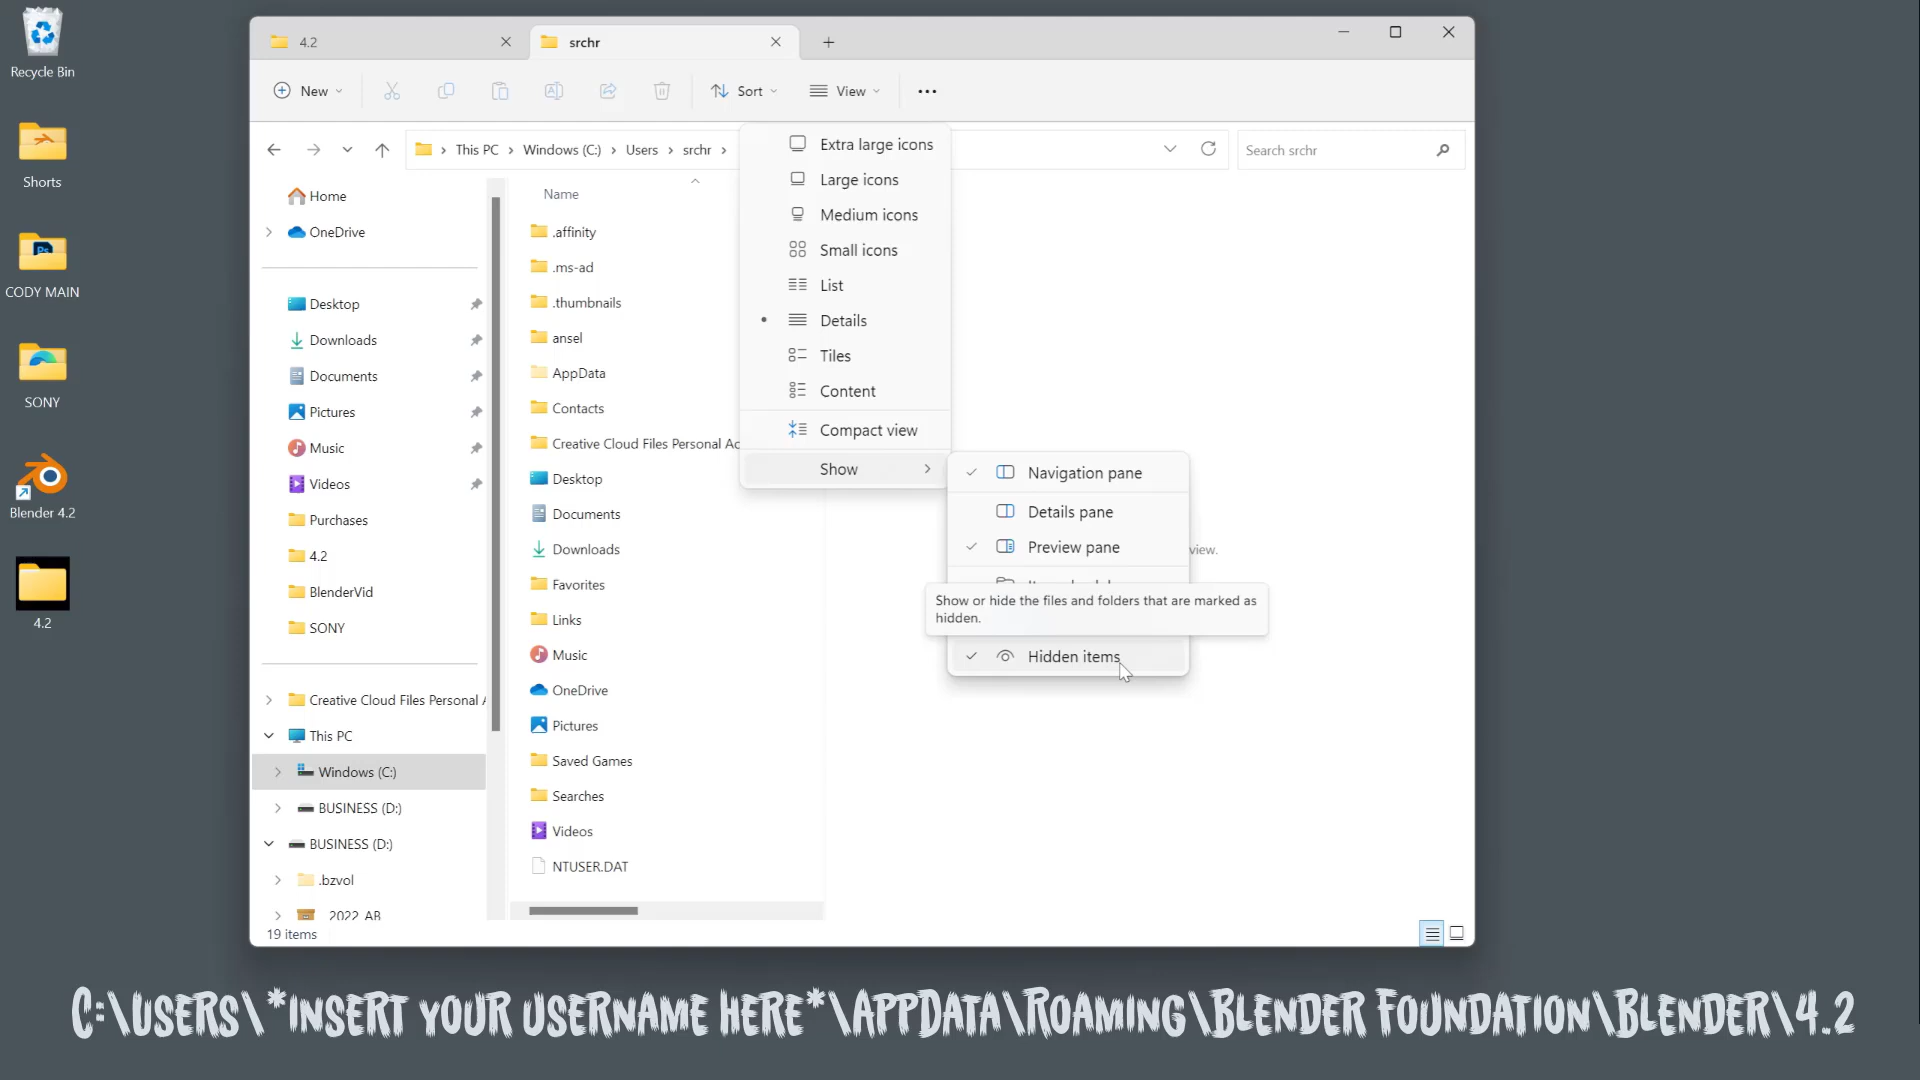 Recycle Bin
Shorts
CODY MAIN
SONY
Blender 4.2
4.2
4.2
srchr
New
Sort
View
This PC
Windows (C:)
Users
srchr
Search srchr
Home
OneDrive
Desktop
Downloads
Documents
Pictures
Music
Videos
Purchases
4.2
BlenderVid
SONY
Creative Cloud Files Personal A
This PC
Windows (C:)
BUSINESS (D:)
BUSINESS (D:)
.bzvol
2022 AB
19 items
Name
.affinity
.ms-ad
.thumbnails
ansel
AppData
Contacts
Creative Cloud Files Personal Ac
Desktop
Documents
Downloads
Favorites
Links
Music
OneDrive
Pictures
Saved Games
Searches
Videos
NTUSER.DAT
Extra large icons
Large icons
Medium icons
Small icons
List
Details
Tiles
Content
Compact view
Show
Navigation pane
Details pane
Preview pane
view.
Show or hide the files and folders that are marked as
hidden.
Hidden items
C:\Users\*insert your username here*\AppData\Roaming\Blender Foundation\Blender\4.2